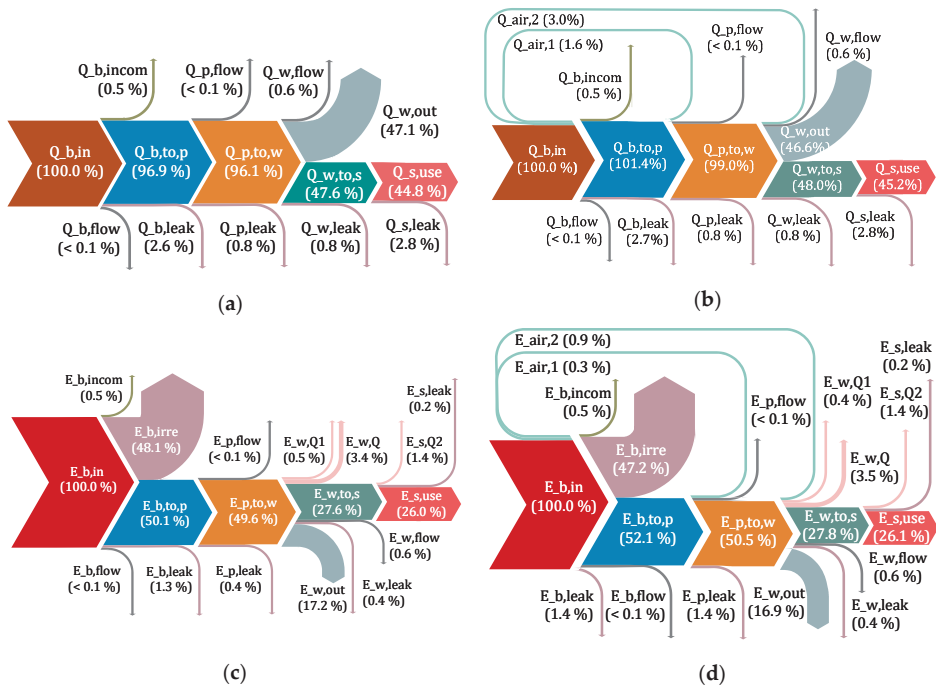 Q_b,incom
(0.5 %)
Q_p,flow
(< 0.1 %)
Q_w,flow
(0.6 %)
Q_w,out
(47.1 %)
Q_b,in
(100.0 %)
Q_b,to,p
(96.9 %)
Q_p,to,w
(96.1 %)
Q_w,to,s
(47.6 %)
Q_s,use
(44.8 %)
Q_b,flow
(< 0.1 %)
Q_b,leak
(2.6 %)
Q_p,leak
(0.8 %)
Q_w,leak
(0.8 %)
Q_s,leak
(2.8 %)
(a)
Q_air,2 (3.0%)
Q_air,1 (1.6 %)
Q_b,incom
(0.5 %)
Q_p,flow
(< 0.1 %)
Q_w,flow
(0.6 %)
Q_w,out
(46.6%)
Q_b,in
(100.0 %)
Q_b,to,p
(101.4%)
Q_p,to,w
(99.0%)
Q_w,to,s
(48.0%)
Q_s,use
(45.2%)
Q_b,flow
(< 0.1 %)
Q_b,leak
(2.7%)
Q_p,leak
(0.8 %)
Q_w,leak
(0.8 %)
Q_s,leak
(2.8%)
(b)
E_b,incom
(0.5 %)
E_b,irre
(48.1 %)
E_p,flow
(< 0.1 %)
E_w,Q1
(0.5 %)
E_w,Q
(3.4 %)
E_s,leak
(0.2 %)
E_s,Q2
(1.4 %)
E_b,in
(100.0 %)
E_b,to,p
(50.1 %)
E_p,to,w
(49.6 %)
E_w,to,s
(27.6 %)
E_s,use
(26.0 %)
E_b,flow
(< 0.1 %)
E_b,leak
(1.3 %)
E_p,leak
(0.4 %)
E_w,out
(17.2 %)
E_w,leak
(0.4 %)
E_w,flow
(0.6 %)
(c)
E_air,2 (0.9 %)
E_air,1 (0.3 %)
E_b,incom
(0.5 %)
E_b,irre
(47.2 %)
E_p,flow
(< 0.1 %)
E_w,Q1
(0.4 %)
E_w,Q
(3.5 %)
E_s,leak
(0.2 %)
E_s,Q2
(1.4 %)
E_b,in
(100.0 %)
E_b,to,p
(52.1 %)
E_p,to,w
(50.5 %)
E_w,to,s
(27.8 %)
E_s,use
(26.1 %)
E_b,leak
(1.4 %)
E_b,flow
(< 0.1 %)
E_p,leak
(1.4 %)
E_w,out
(16.9 %)
E_w,leak
(0.4 %)
E_w,flow
(0.6 %)
(d)